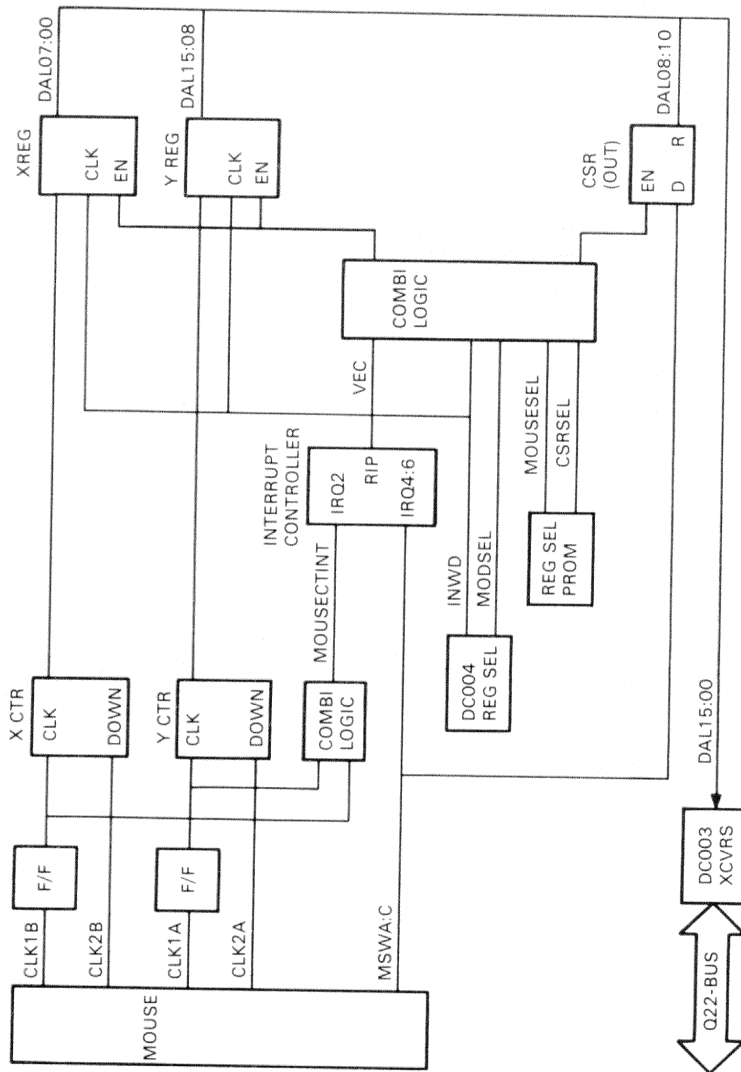 MOUSE
CLK1B
CLK2B
CLK1A
CLK2A
MSWA:C
F/F
F/F
X CTR
CLK
DOWN
Y CTR
CLK
DOWN
COMBI
LOGIC
MOUSECTINT
INTERRUPT
CONTROLLER
IRQ2
RIP
IRQ4:6
VEC
DC004
REG SEL
INWD
MODSEL
REG SEL
PROM
MOUSESEL
CSRSEL
COMBI
LOGIC
XREG
CLK
EN
DAL07:00
Y REG
CLK
EN
DAL15:08
CSR
(OUT)
EN
D
R
DAL08:10
Q22-BUS
DC003
XCVRS
DAL15:00